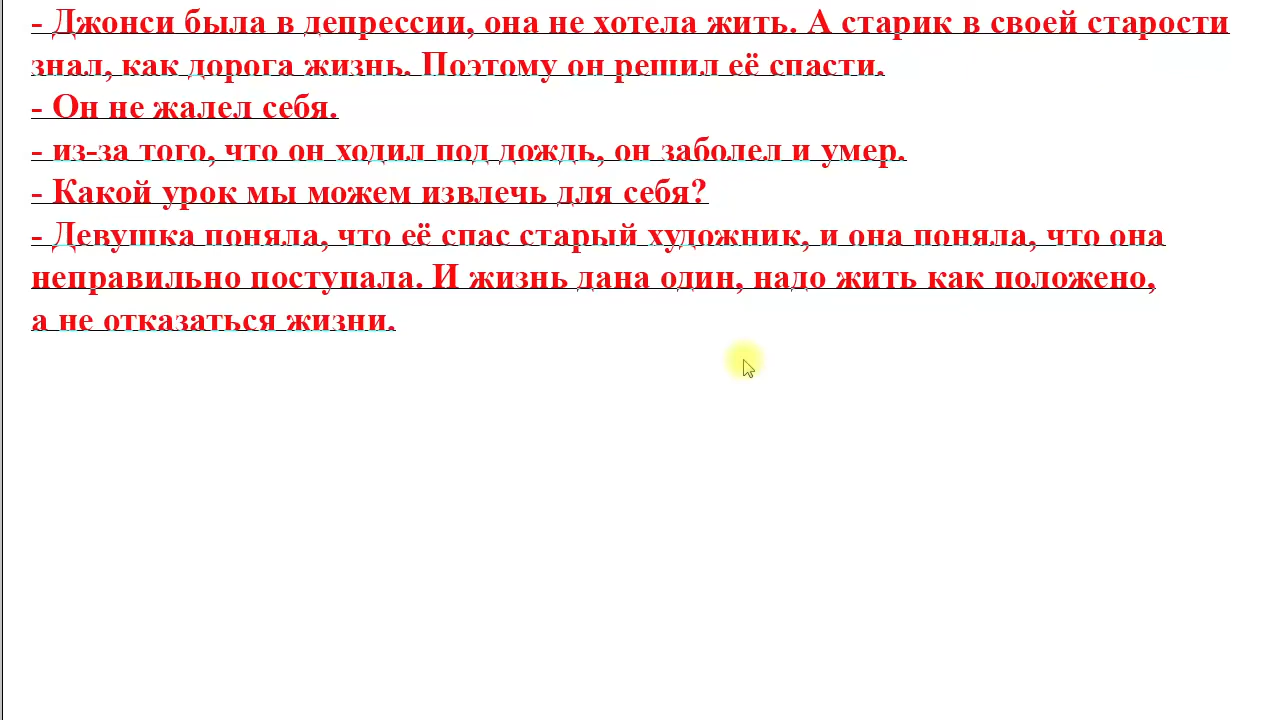 - Джонси была в депрессии, она не хотела жить. А старик в своей старости
знал, как дорога жизнь. Поэтому он решил её спасти.
- Он не жалел себя.
- из-за того, что он ходил под дождь, он заболел и умер.
- Какой урок мы можем извлечь для себя?
- Девушка поняла, что её спас старый художник, и она поняла, что она
неправильно поступала. И жизнь дана один, надо жить как положено,
а не отказаться жизни.